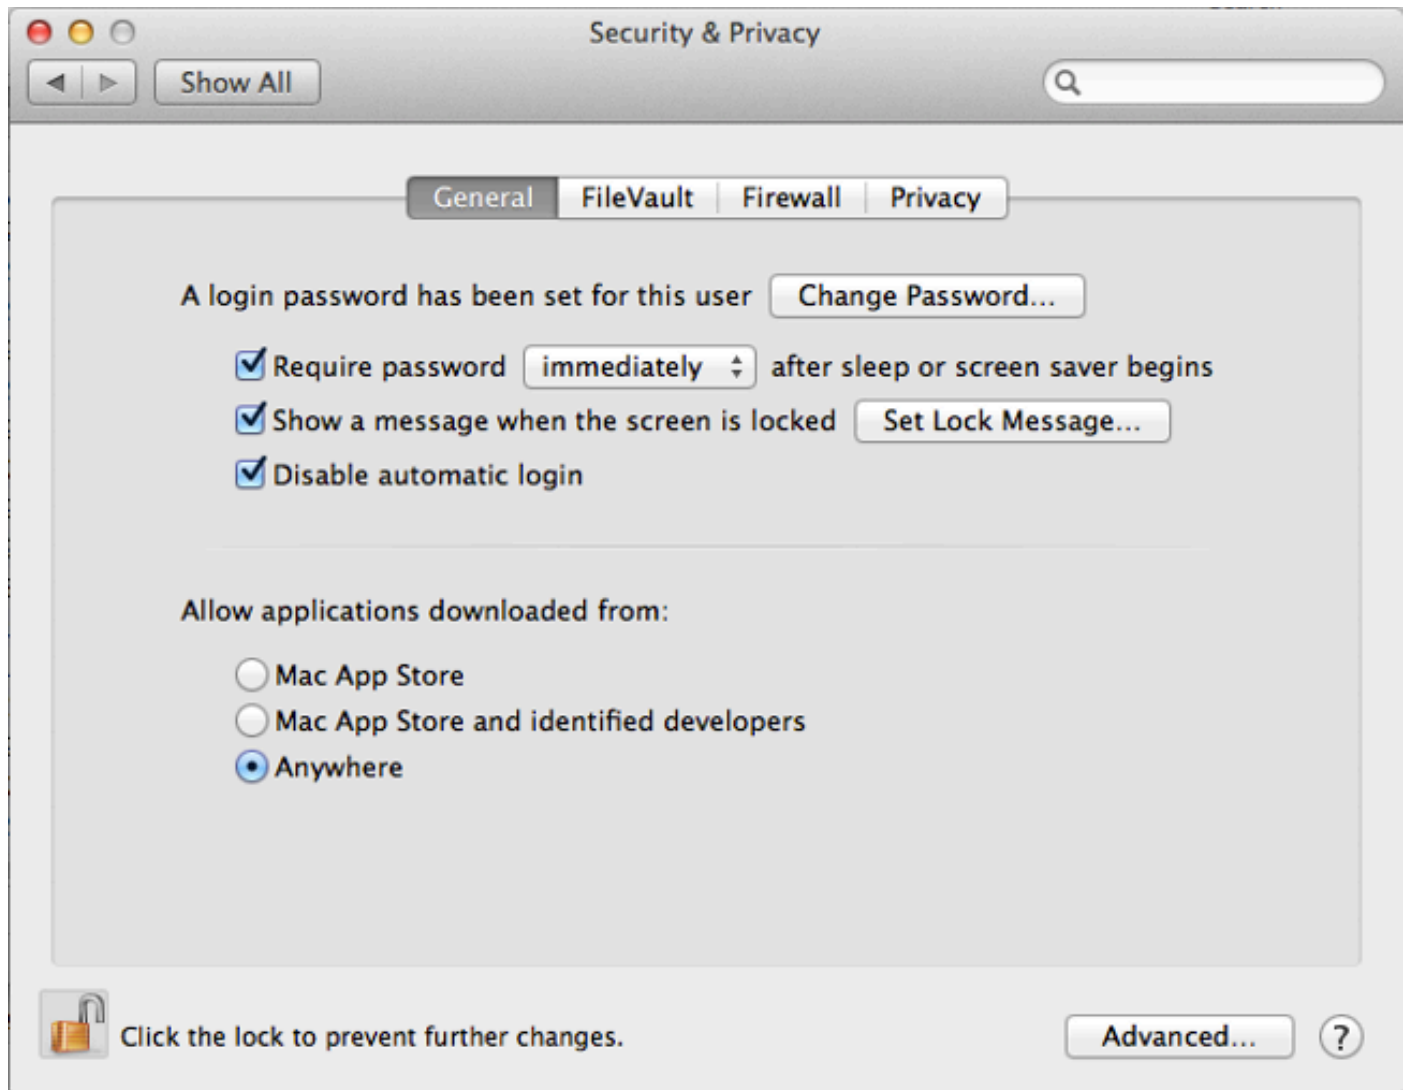 Security & Privacy
Show All
General FileVault Firewall Privacy
A login password has been set for this user Change Password...
Require password immediately after sleep or screen saver begins
Show a message when the screen is locked Set Lock Message...
Disable automatic login
Allow applications downloaded from:
Mac App Store
Mac App Store and identified developers
Anywhere
Click the lock to prevent further changes. Advanced... ?